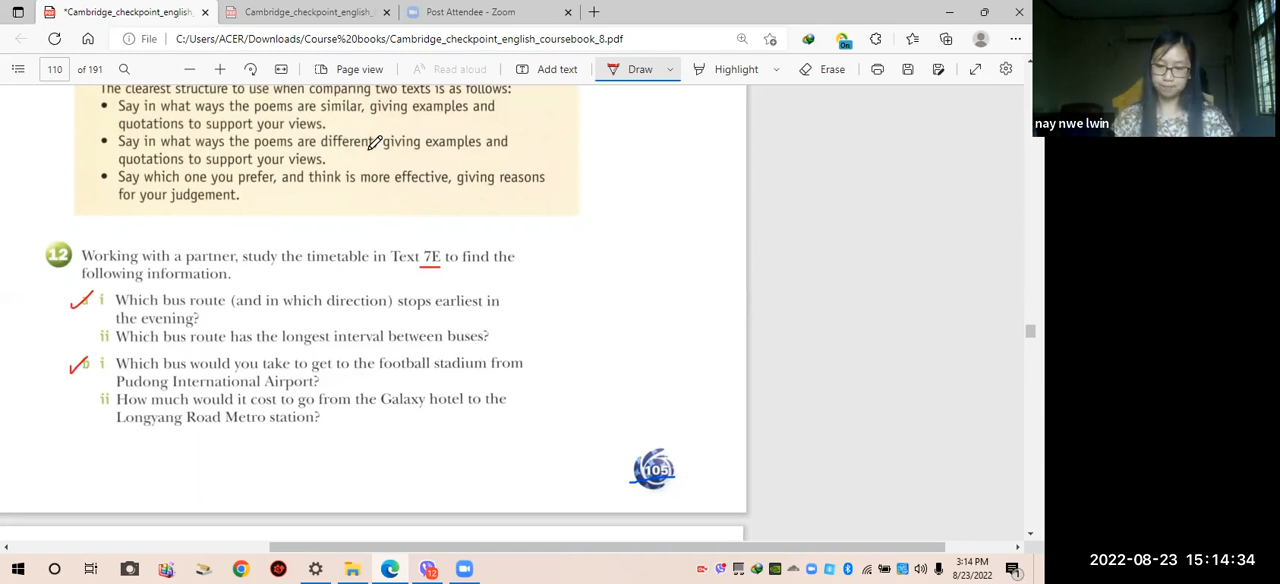 *Cambridge_checkpoint_english_
Cambridge_checkpoint_english_
Post Attendee - Zoom
File
C:/Users/ACER/Downloads/Course%20books/Cambridge_checkpoint_english_coursebook_8.pdf
On
110 of 191
Page view
Read aloud
Add text
Draw
Highlight
Erase
The clearest structure to use when comparing two texts is as follows:
• Say in what ways the poems are similar, giving examples and
quotations to support your views.
• Say in what ways the poems are different, giving examples and
quotations to support your views.
• Say which one you prefer, and think is more effective, giving reasons
for your judgement.
12 Working with a partner, study the timetable in Text 7E to find the
following information.
a i Which bus route (and in which direction) stops earliest in
the evening?
ii Which bus route has the longest interval between buses?
b i Which bus would you take to get to the football stadium from
Pudong International Airport?
ii How much would it cost to go from the Galaxy hotel to the
Longyang Road Metro station?
105
nay nwe lwin
12
3:14 PM
8/23/2022
1
2022-08-23 15:14:34